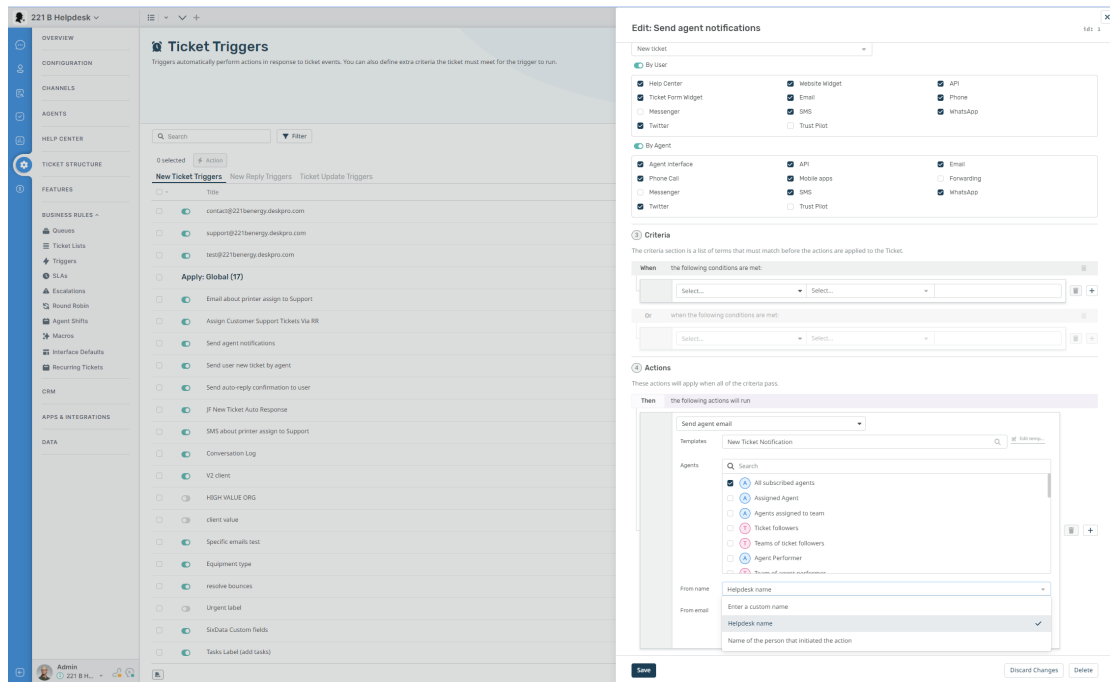 221 B Helpdesk
OVERVIEW
CONFIGURATION
CHANNELS
AGENTS
HELP CENTER
TICKET STRUCTURE
FEATURES
BUSINESS RULES
Queues
Ticket Lists
Triggers
SLAs
Escalations
Round Robin
Agent Shifts
Macros
Interface Defaults
Recurring Tickets
CRM
APPS & INTEGRATIONS
DATA
Admin
221 B H...
Ticket Triggers
Triggers automatically perform actions in response to ticket events. You can also define extra criteria the ticket must meet for the trigger to run.
Search
Filter
0 selected
Action
New Ticket Triggers New Reply Triggers Ticket Update Triggers
Title
contact@221benergy.deskpro.com
support@221benergy.deskpro.com
test@221benergy.deskpro.com
Apply: Global (17)
Email about printer assign to Support
Assign Customer Support Tickets Via RR
Send agent notifications
Send user new ticket by agent
Send auto-reply confirmation to user
JF New Ticket Auto Response
SMS about printer assign to Support
Conversation Log
V2 client
HIGH VALUE ORG
client value
Specific emails test
Equipment type
resolve bounces
Urgent label
SixData Custom fields
Tasks Label (add tasks)
Edit: Send agent notifications
Id: 1
New ticket
By User
Help Center Website Widget API
Ticket Form Widget Email Phone
Messenger SMS WhatsApp
Twitter Trust Pilot
By Agent
Agent interface API Email
Phone Call Mobile apps Forwarding
Messenger SMS WhatsApp
Twitter Trust Pilot
3 Criteria
The criteria section is a list of terms that must match before the actions are applied to the Ticket.
When the following conditions are met:
Select... Select...
Or when the following conditions are met:
Select... Select...
4 Actions
These actions will apply when all of the criteria pass.
Then the following actions will run
Send agent email
Templates New Ticket Notification Edit temp...
Agents Search
A All subscribed agents
A Assigned Agent
A Agents assigned to team
T Ticket followers
T Teams of ticket followers
A Agent Performer
T Team of agent performer
From name Helpdesk name
From email Enter a custom name
Helpdesk name
Name of the person that initiated the action
Save Discard Changes Delete